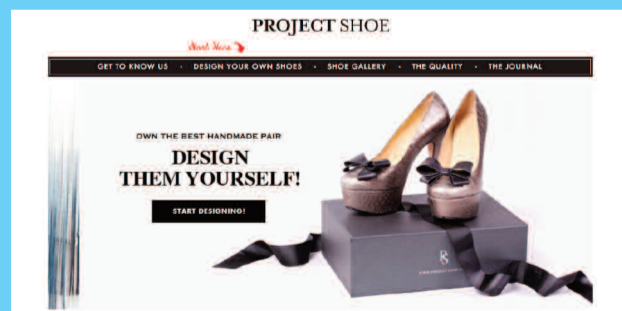 PROJECT SHOE
Start Here
GET TO KNOW US • DESIGN YOUR OWN SHOES • SHOE GALLERY • THE QUALITY • THE JOURNAL
OWN THE BEST HANDMADE PAIR
DESIGN
THEM YOURSELF!
START DESIGNING!